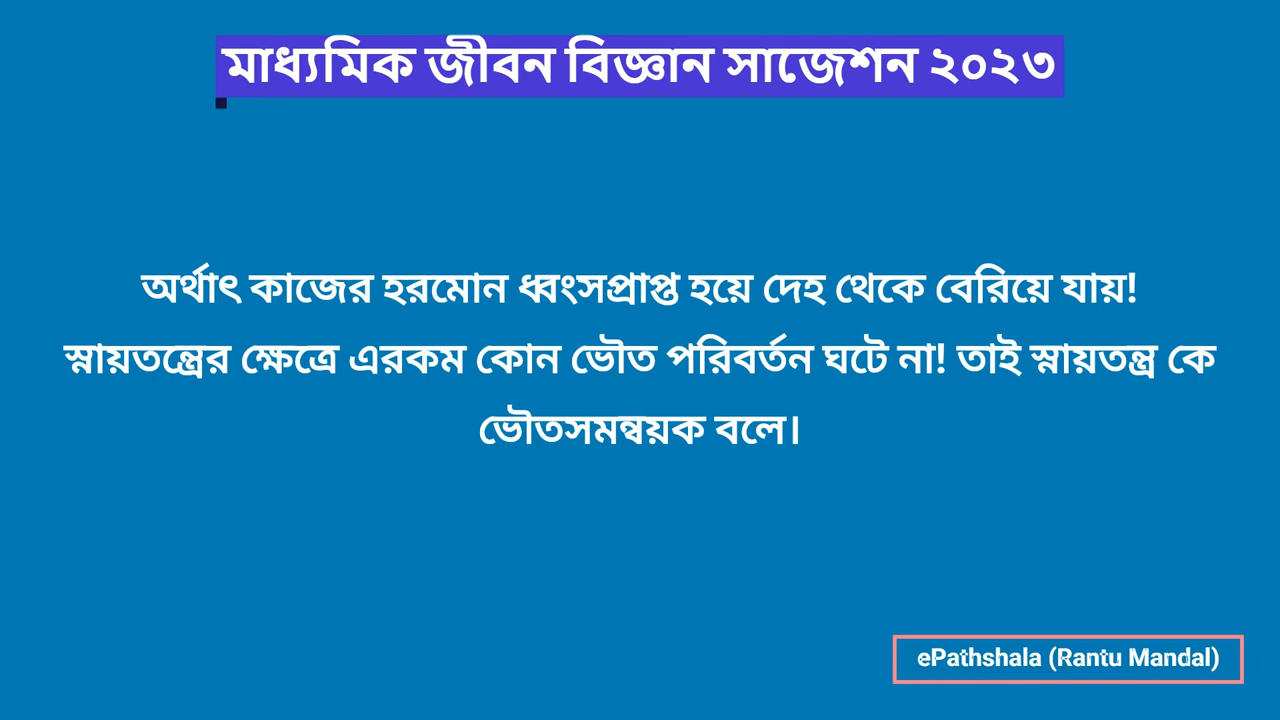 মাধ্যমিক জীবন বিজ্ঞান সাজেশন ২০২৩
অর্থাৎ কাজের হরমোন ধ্বংসপ্রাপ্ত হয়ে দেহ থেকে বেরিয়ে যায়!
স্নায়তন্ত্রের ক্ষেত্রে এরকম কোন ভৌত পরিবর্তন ঘটে না! তাই স্নায়তন্ত্র কে
ভৌতসমন্বয়ক বলে।
ePathshala (Rantu Mandal)